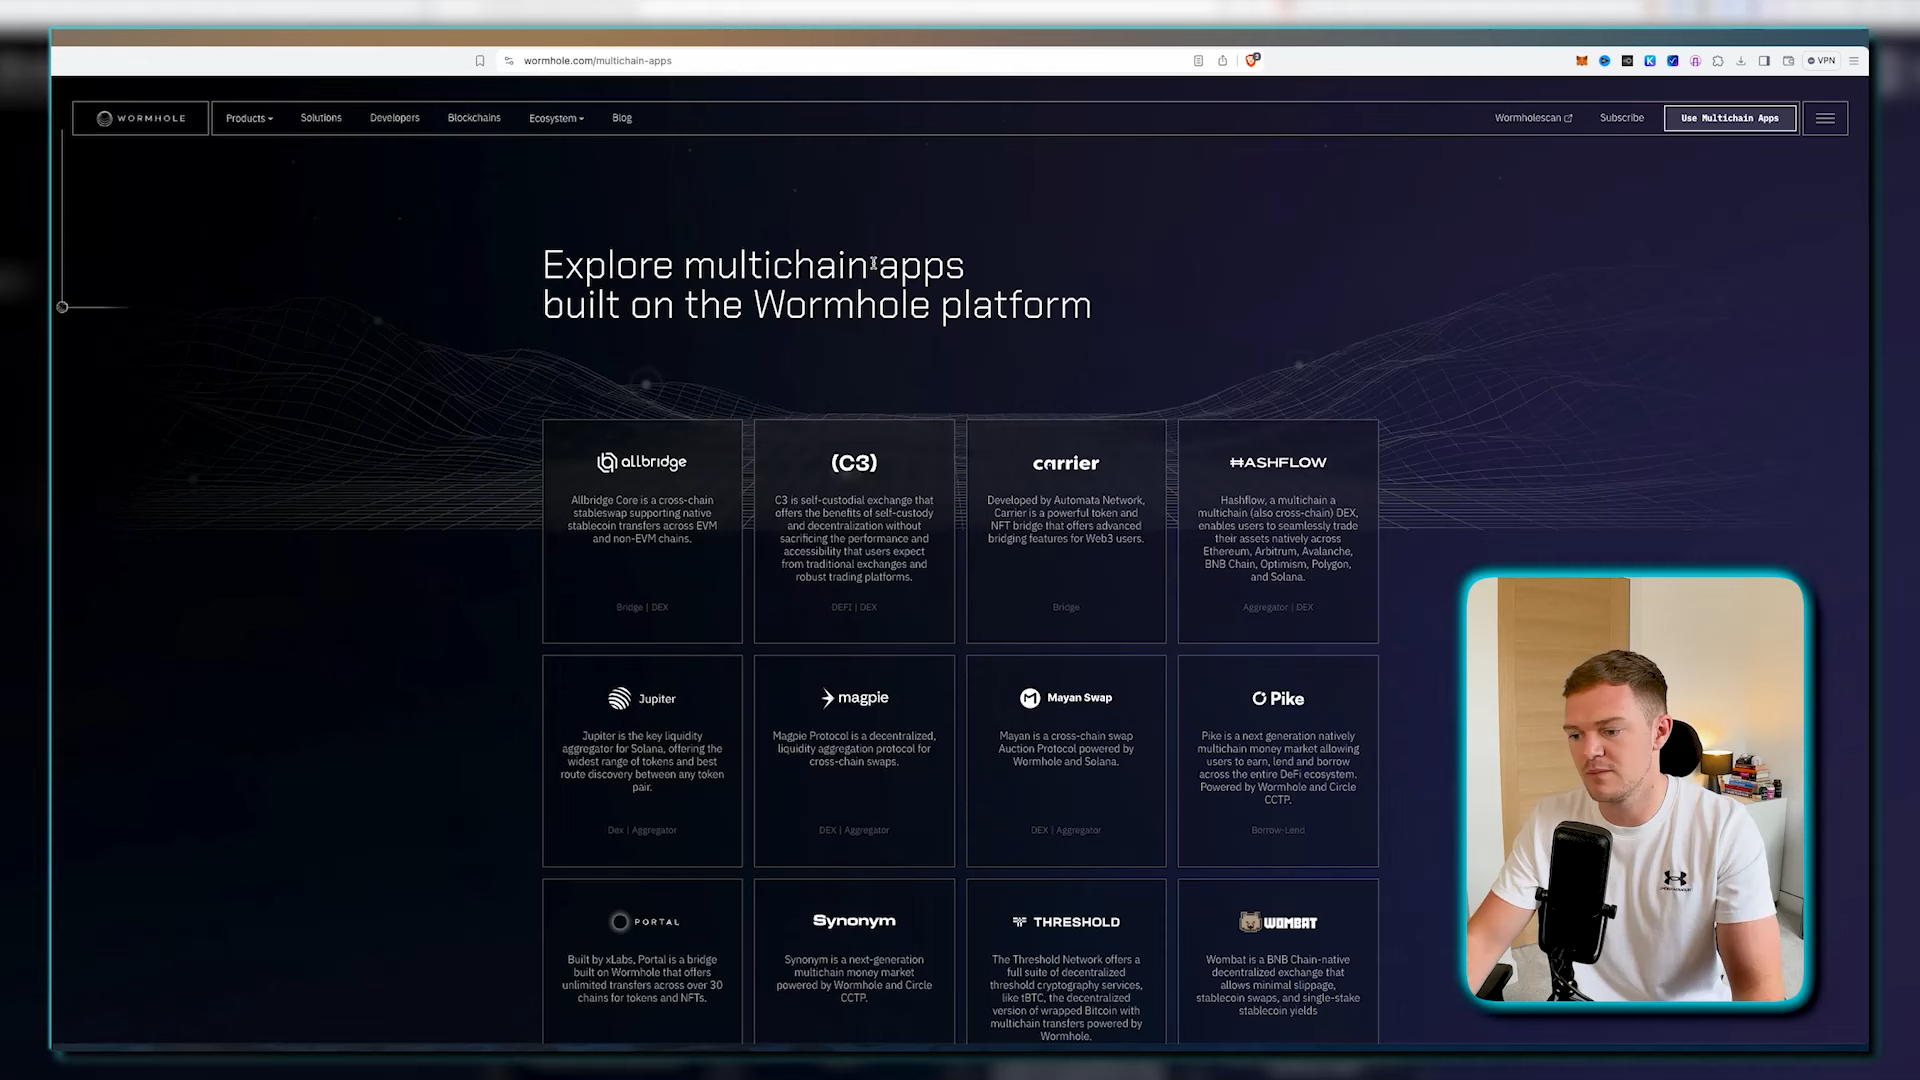 wormhole.com/multichain-apps
VPN
WORMHOLE
Products
Solutions
Developers
Blockchains
Ecosystem
Blog
Wormholescan
Subscribe
Use Multichain Apps
Explore multichain apps
built on the Wormhole platform
allbridge
Allbridge Core is a cross-chain
stableswap supporting native
stablecoin transfers across EVM
and non-EVM chains.
Bridge | DEX
(C3)
C3 is self-custodial exchange that
offers the benefits of self-custody
and decentralization without
sacrificing the performance and
accessibility that users expect
from traditional exchanges and
robust trading platforms.
DEFI | DEX
carrier
Developed by Automata Network,
Carrier is a powerful token and
NFT bridge that offers advanced
bridging features for Web3 users.
Bridge
HASHFLOW
Hashflow, a multichain a
multichain (also cross-chain) DEX,
enables users to seamlessly trade
their assets natively across
Ethereum, Arbitrum, Avalanche,
BNB Chain, Optimism, Polygon,
and Solana.
Aggregator | DEX
Jupiter
Jupiter is the key liquidity
aggregator for Solana, offering the
widest range of tokens and best
route discovery between any token
pair.
Dex | Aggregator
magpie
Magpie Protocol is a decentralized,
liquidity aggregation protocol for
cross-chain swaps.
DEX | Aggregator
Mayan Swap
Mayan is a cross-chain swap
Auction Protocol powered by
Wormhole and Solana.
DEX | Aggregator
Pike
Pike is a next generation natively
multichain money market allowing
users to earn, lend and borrow
across the entire DeFi ecosystem.
Powered by Wormhole and Circle
CCTP.
Borrow-Lend
PORTAL
Built by xLabs, Portal is a bridge
built on Wormhole that offers
unlimited transfers across over 30
chains for tokens and NFTs.
Synonym
Synonym is a next-generation
multichain money market
powered by Wormhole and Circle
CCTP.
THRESHOLD
The Threshold Network offers a
full suite of decentralized
threshold cryptography services,
like tBTC, the decentralized
version of wrapped Bitcoin with
multichain transfers powered by
Wormhole.
WOMBAT
Wombat is a BNB Chain-native
decentralized exchange that
allows minimal slippage,
stablecoin swaps, and single-stake
stablecoin yields